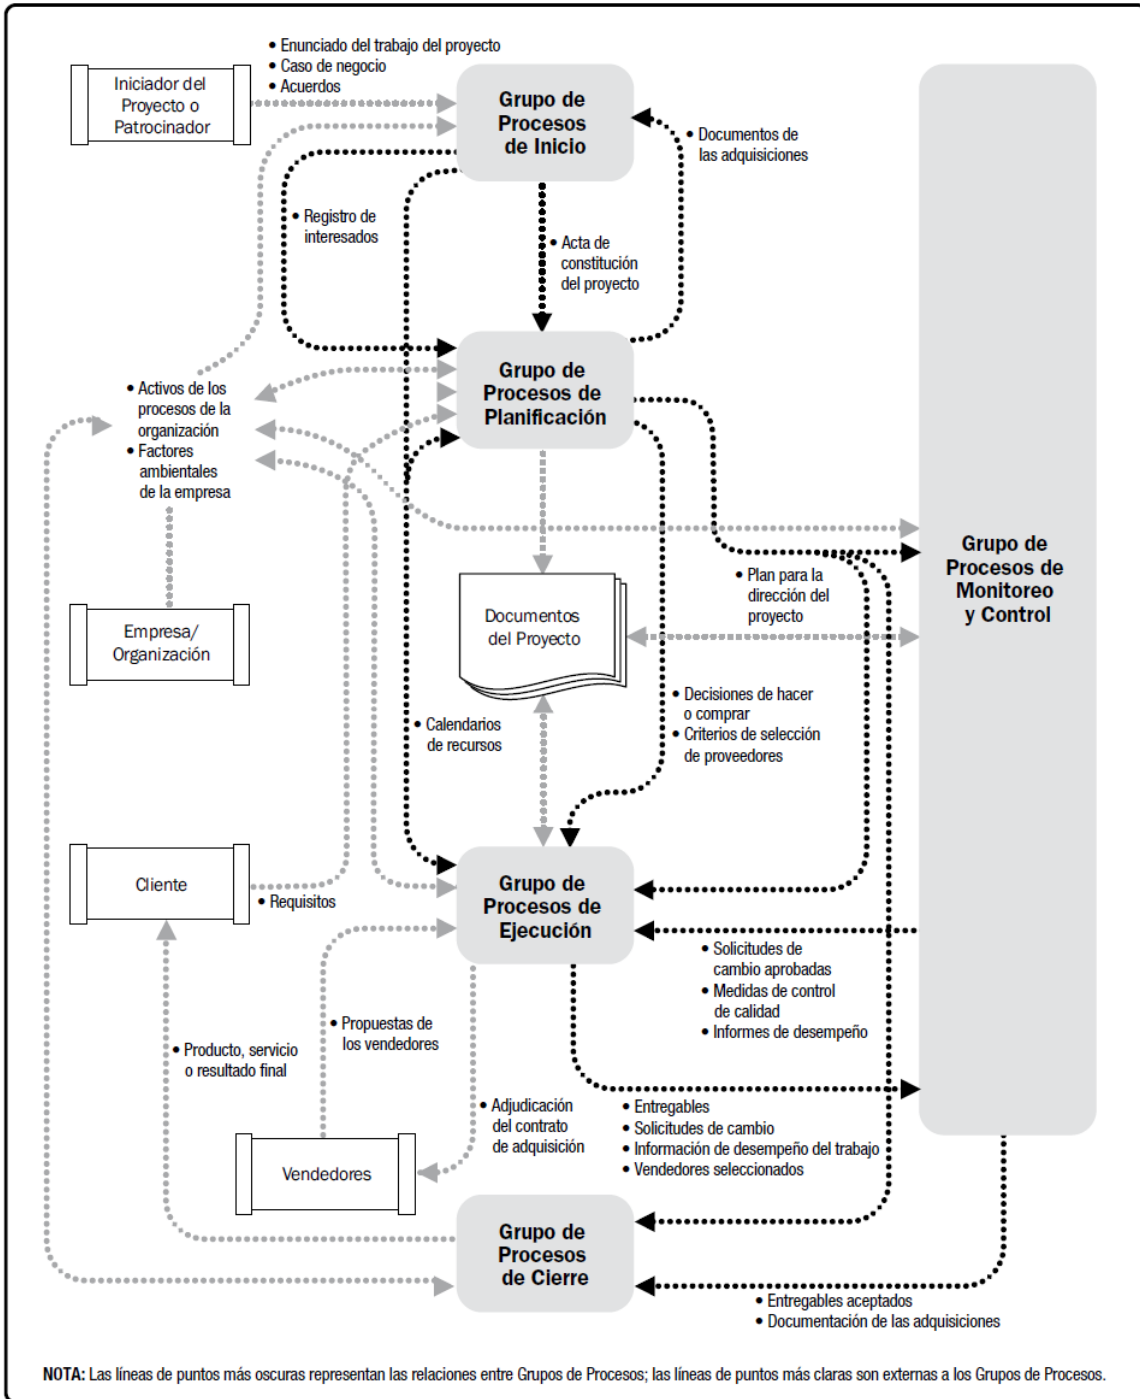 • Enunciado del trabajo del proyecto
• Caso de negocio
• Acuerdos
Iniciador del
Proyecto o
Patrocinador
Grupo de
Procesos
de Inicio
• Documentos de
las adquisiciones
• Registro de
interesados
• Acta de
constitución
del proyecto
Grupo de
Procesos de
Planificación
• Activos de los
procesos de la
organización
• Factores
ambientales
de la empresa
Grupo de
Procesos de
Monitoreo
y Control
• Plan para la
dirección del
proyecto
Documentos
del Proyecto
Empresa/
Organización
• Decisiones de hacer
o comprar
• Criterios de selección
de proveedores
• Calendarios
de recursos
Cliente
• Requisitos
Grupo de
Procesos de
Ejecución
• Solicitudes de
cambio aprobadas
• Medidas de control
de calidad
• Informes de desempeño
• Propuestas de
los vendedores
• Producto, servicio
o resultado final
• Adjudicación
del contrato
de adquisición
• Entregables
• Solicitudes de cambio
• Información de desempeño del trabajo
• Vendedores seleccionados
Vendedores
Grupo de
Procesos
de Cierre
• Entregables aceptados
• Documentación de las adquisiciones
NOTA: Las líneas de puntos más oscuras representan las relaciones entre Grupos de Procesos; las líneas de puntos más claras son externas a los Grupos de Procesos.